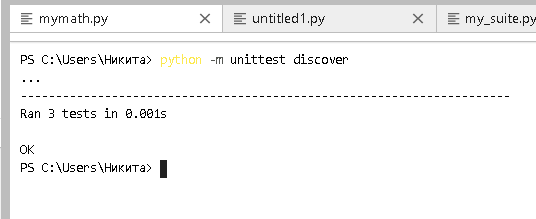 mymath.py untitled1.py my_suite.py
PS C:\Users\Никита> python -m unittest discover
...
----------------------------------------------------------------------
Ran 3 tests in 0.001s
OK
PS C:\Users\Никита>